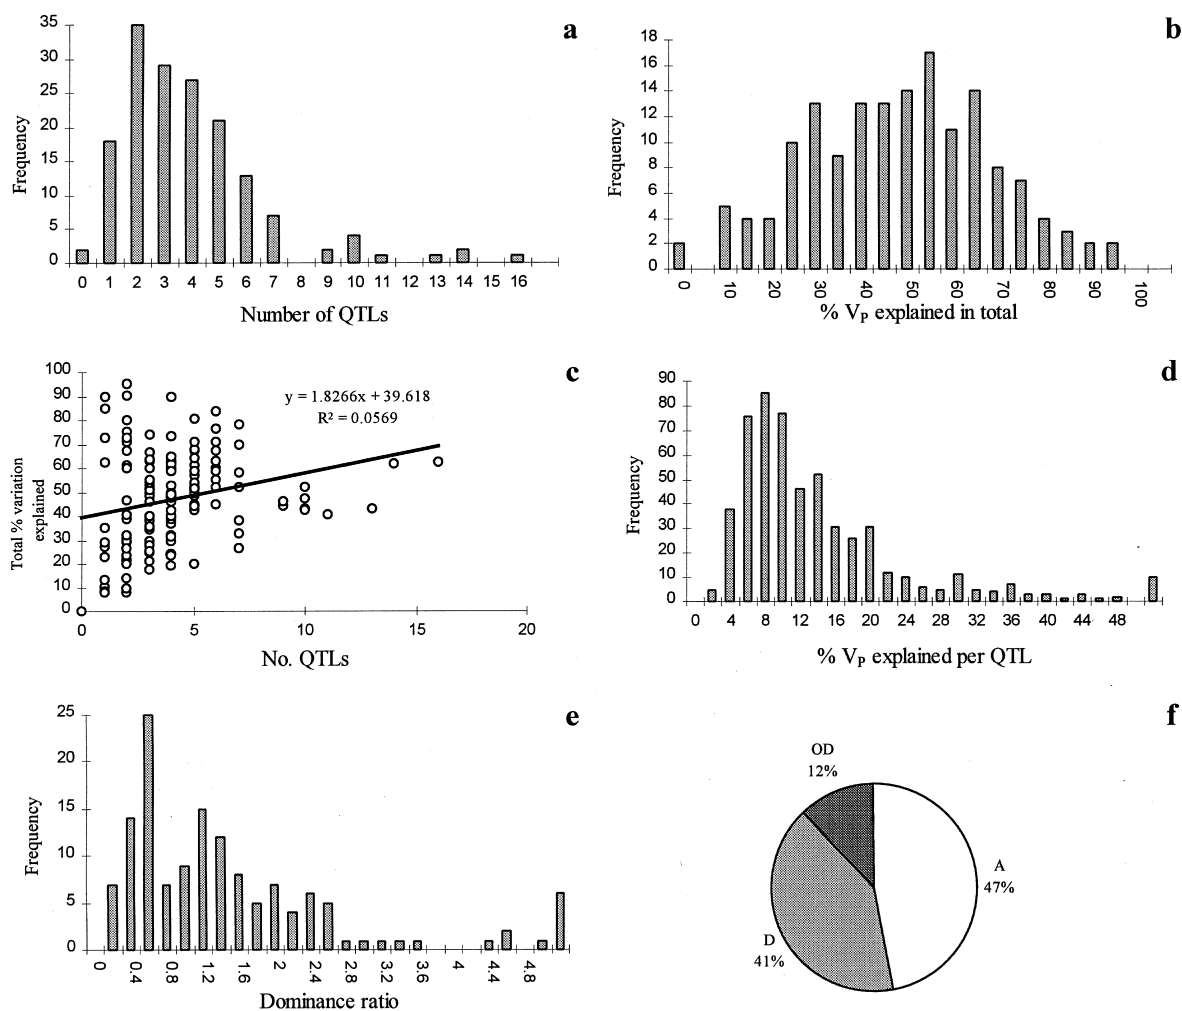 a
35
30
25
20
15
10
5
0
Frequency
0 1 2 3 4 5 6 7 8 9 10 11 12 13 14 15 16
Number of QTLs
b
18
16
14
12
10
8
6
4
2
0
Frequency
0 10 20 30 40 50 60 70 80 90 100
% VP explained in total
c
100
90
80
70
60
50
40
30
20
10
0
Total % variation
explained
y = 1.8266x + 39.618
R² = 0.0569
0 5 10 15 20
No. QTLs
d
90
80
70
60
50
40
30
20
10
0
Frequency
0 4 8 12 16 20 24 28 32 36 40 44 48
% VP explained per QTL
e
25
20
15
10
5
0
Frequency
0 0.4 0.8 1.2 1.6 2 2.4 2.8 3.2 3.6 4 4.4 4.8
Dominance ratio
f
OD
12%
A
47%
D
41%